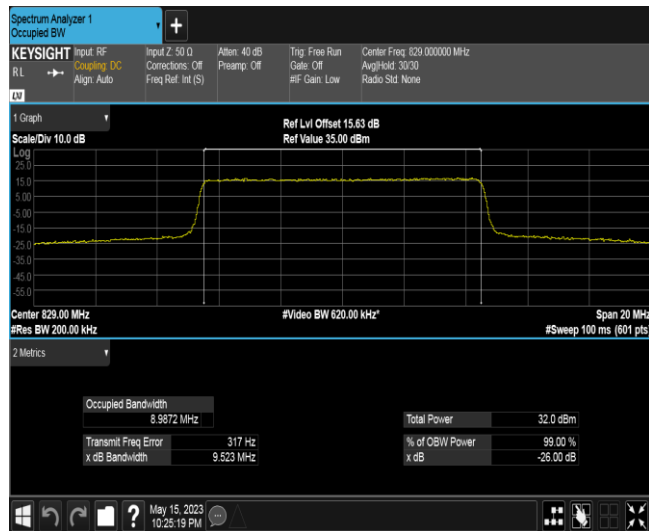 Spectrum Analyzer 1
Occupied BW
+
KEYSIGHT
RL
LXI
Input: RF
Coupling: DC
Align: Auto
Input Z: 50 Ω
Corrections: Off
Freq Ref: Int (S)
Atten: 40 dB
Preamp: Off
Trig: Free Run
Gate: Off
#IF Gain: Low
Center Freq: 829.000000 MHz
Avg|Hold: 30/30
Radio Std: None
1 Graph
Scale/Div 10.0 dB
Ref Lvl Offset 15.63 dB
Ref Value 35.00 dBm
Log
25.0
15.0
5.00
-5.00
-15.0
-25.0
-35.0
-45.0
-55.0
Center 829.00 MHz
#Video BW 620.00 kHz*
Span 20 MHz
#Res BW 200.00 kHz
#Sweep 100 ms (601 pts)
2 Metrics
Occupied Bandwidth
8.9872 MHz
Total Power 32.0 dBm
Transmit Freq Error 317 Hz
% of OBW Power 99.00 %
x dB Bandwidth 9.523 MHz
x dB -26.00 dB
?
May 15, 2023
10:25:19 PM